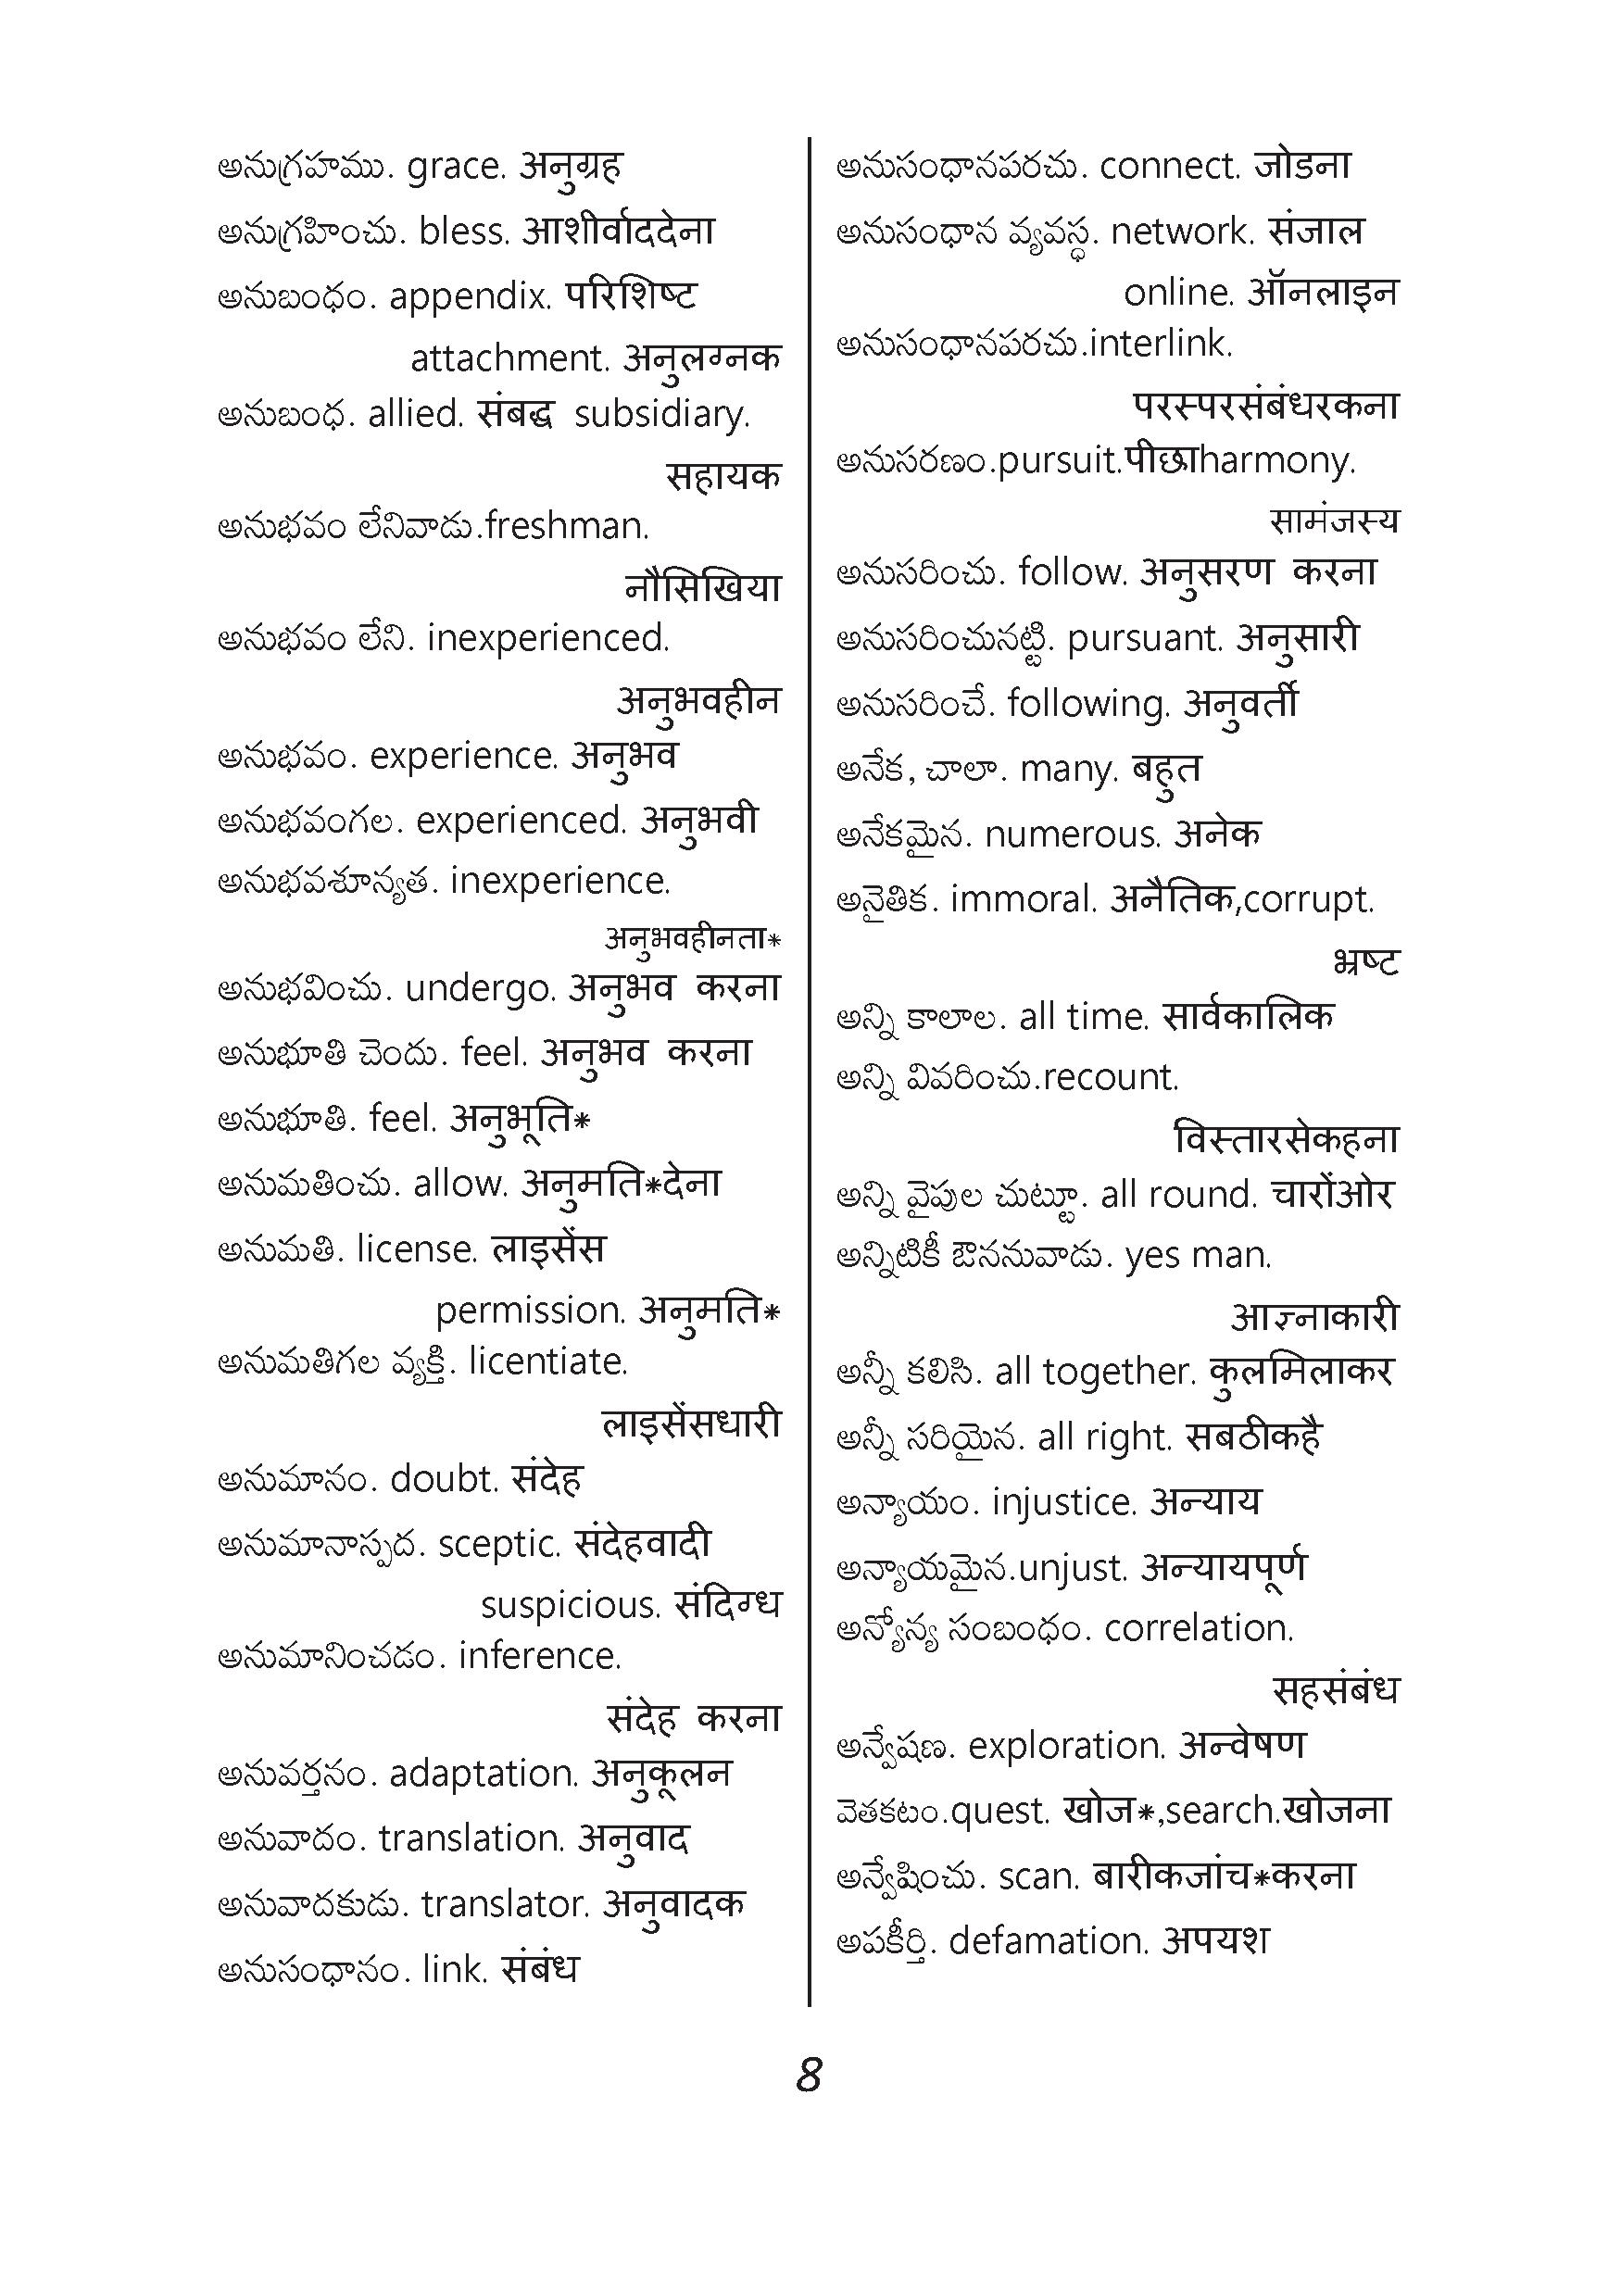 అనుగ్రహము. grace. अनुग्रह
అనుగ్రహించు. bless. आशीर्वाददेना
అనుబంధం. appendix. परिशिष्ट
attachment. अनुलग्नक
అనుబంధ. allied. संबद्ध subsidiary.
सहायक
అనుభవం లేనివాడు.freshman.
नौसिखिया
అనుభవం లేని. inexperienced.
अनुभवहीन
అనుభవం. experience. अनुभव
అనుభవంగల. experienced. अनुभवी
అనుభవశూన్యత. inexperience.
अनुभवहीनता*
అనుభవించు. undergo. अनुभव करना
అనుభూతి చెందు. feel. अनुभव करना
అనుభూతి. feel. अनुभूति*
అనుమతించు. allow. अनुमति*देना
అనుమతి. license. लाइसेंस
permission. अनुमति*
అనుమతిగల వ్యక్తి. licentiate.
लाइसेंसधारी
అనుమానం. doubt. संदेह
అనుమానాస్పద. sceptic. संदेहवादी
suspicious. संदिग्ध
అనుమానించడం. inference.
संदेह करना
అనువర్తనం. adaptation. अनुकूलन
అనువాదం. translation. अनुवाद
అనువాదకుడు. translator. अनुवादक
అనుసంధానం. link. संबंध
అనుసంధానపరచు. connect. जोडना
అనుసంధాన వ్యవస్ధ. network. संजाल
online. ऑनलाइन
అనుసంధానపరచు.interlink.
परस्परसंबंधरकना
అనుసరణం.pursuit.पीछाharmony.
सामंजस्य
అనుసరించు. follow. अनुसरण करना
అనుసరించునట్టి. pursuant. अनुसारी
అనుసరించే. following. अनुवर्ती
అనేక, చాలా. many. बहुत
అనేకమైన. numerous. अनेक
అనైతిక. immoral. अनैतिक,corrupt.
भ्रष्ट
అన్ని కాలాల. all time. सार्वकालिक
అన్ని వివరించు.recount.
विस्तारसेकहना
అన్ని వైపుల చుట్టూ. all round. चारोंओर
అన్నిటికీ ఔననువాడు. yes man.
आज्ञनाकारी
అన్నీ కలిసి. all together. कुलमिलाकर
అన్నీ సరియైన. all right. सबठीकहै
అన్యాయం. injustice. अन्याय
అన్యాయమైన.unjust. अन्यायपूर्ण
అన్యోన్య సంబంధం. correlation.
सहसंबंध
అన్వేషణ. exploration. अन्वेषण
వెతకటం.quest. खोज*,search.खोजना
అన్వేషించు. scan. बारीकजांच*करना
అపకీర్తి. defamation. अपयश
8